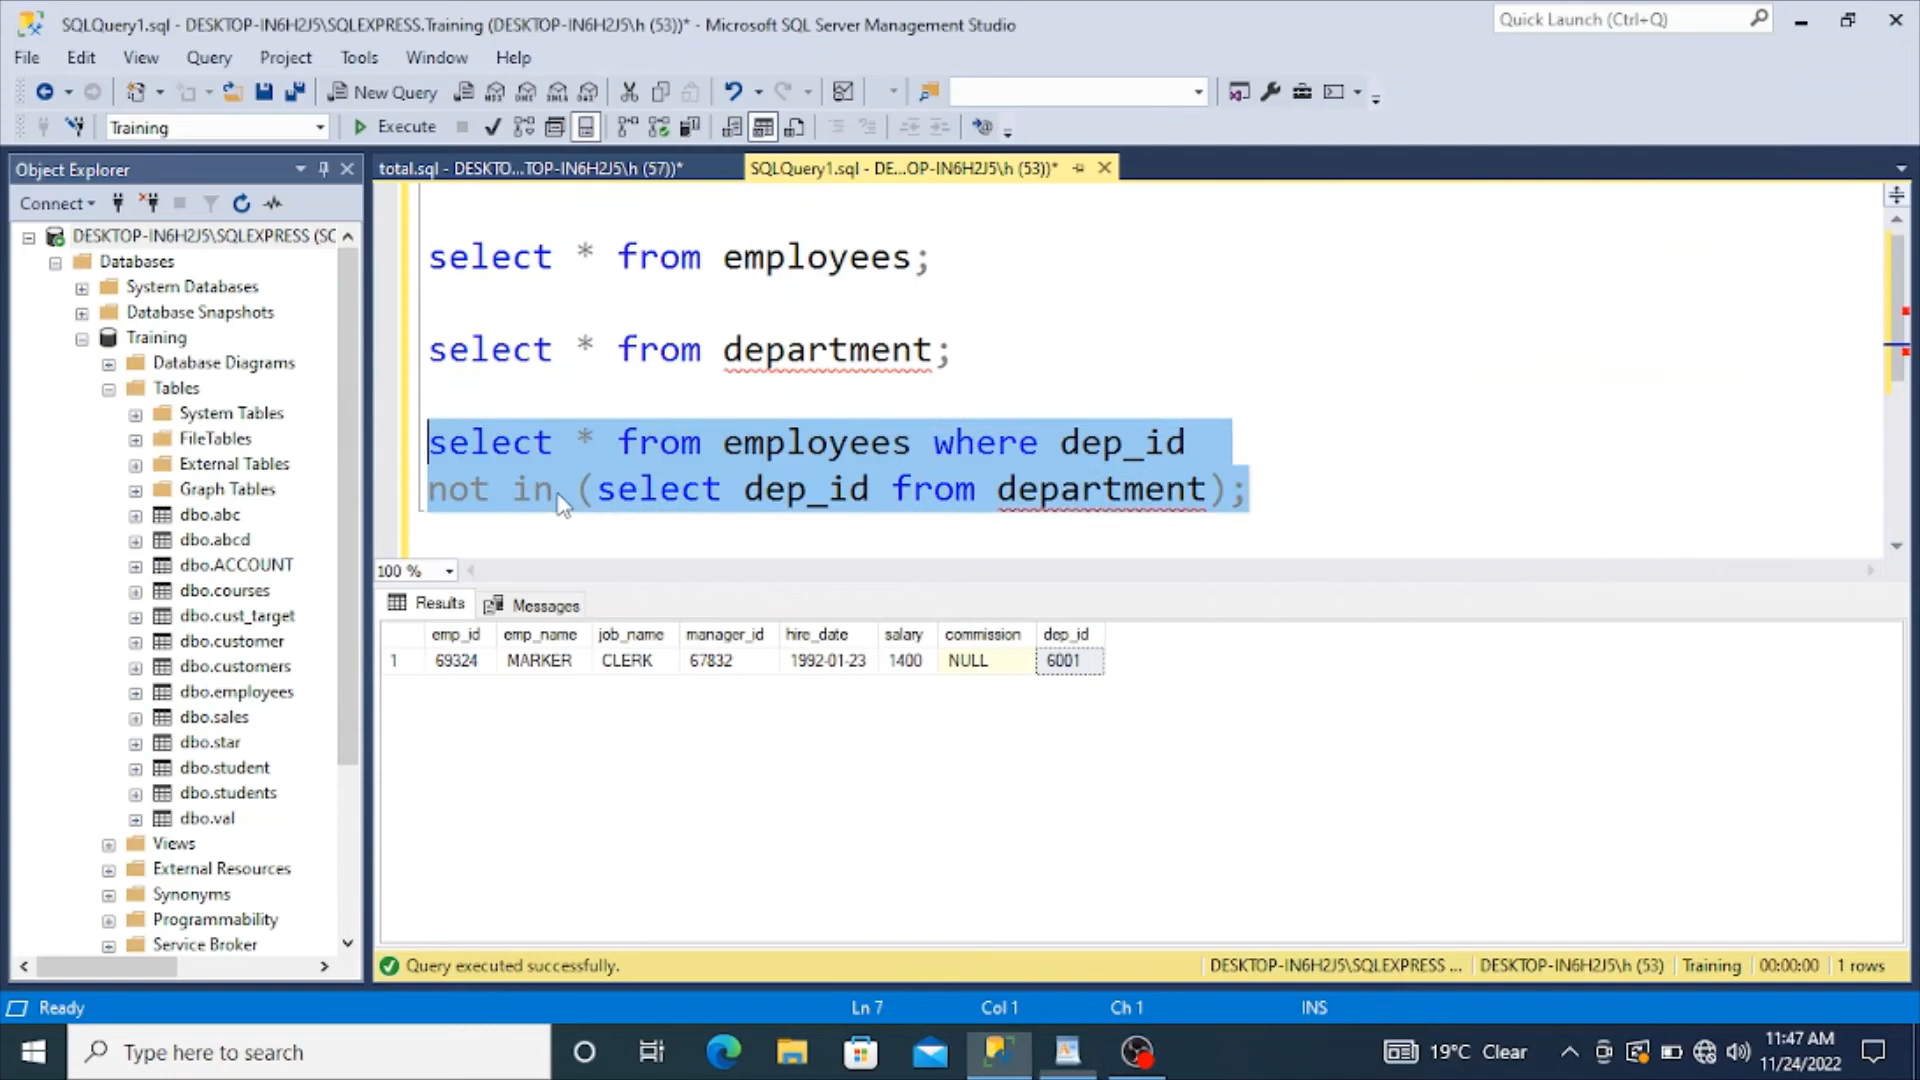 SQLQuery1.sql - DESKTOP-IN6H2J5\SQLEXPRESS.Training (DESKTOP-IN6H2J5\h (53))* - Microsoft SQL Server Management Studio
Quick Launch (Ctrl+Q)
File Edit View Query Project Tools Window Help
New Query
Training
Execute
Object Explorer
Connect
DESKTOP-IN6H2J5\SQLEXPRESS (SC
Databases
System Databases
Database Snapshots
Training
Database Diagrams
Tables
System Tables
FileTables
External Tables
Graph Tables
dbo.abc
dbo.abcd
dbo.ACCOUNT
dbo.courses
dbo.cust_target
dbo.customer
dbo.customers
dbo.employees
dbo.sales
dbo.star
dbo.student
dbo.students
dbo.val
Views
External Resources
Synonyms
Programmability
Service Broker
total.sql - DESKTO...TOP-IN6H2J5\h (57))*
SQLQuery1.sql - DE...OP-IN6H2J5\h (53))*
select * from employees;
select * from department;
select * from employees where dep_id
not in (select dep_id from department);
100 %
Results Messages
emp_id emp_name job_name manager_id hire_date salary commission dep_id
1 69324 MARKER CLERK 67832 1992-01-23 1400 NULL 6001
Query executed successfully.
DESKTOP-IN6H2J5\SQLEXPRESS ... DESKTOP-IN6H2J5\h (53) Training 00:00:00 1 rows
Ready Ln 7 Col 1 Ch 1 INS
Type here to search
19°C Clear
11:47 AM
11/24/2022